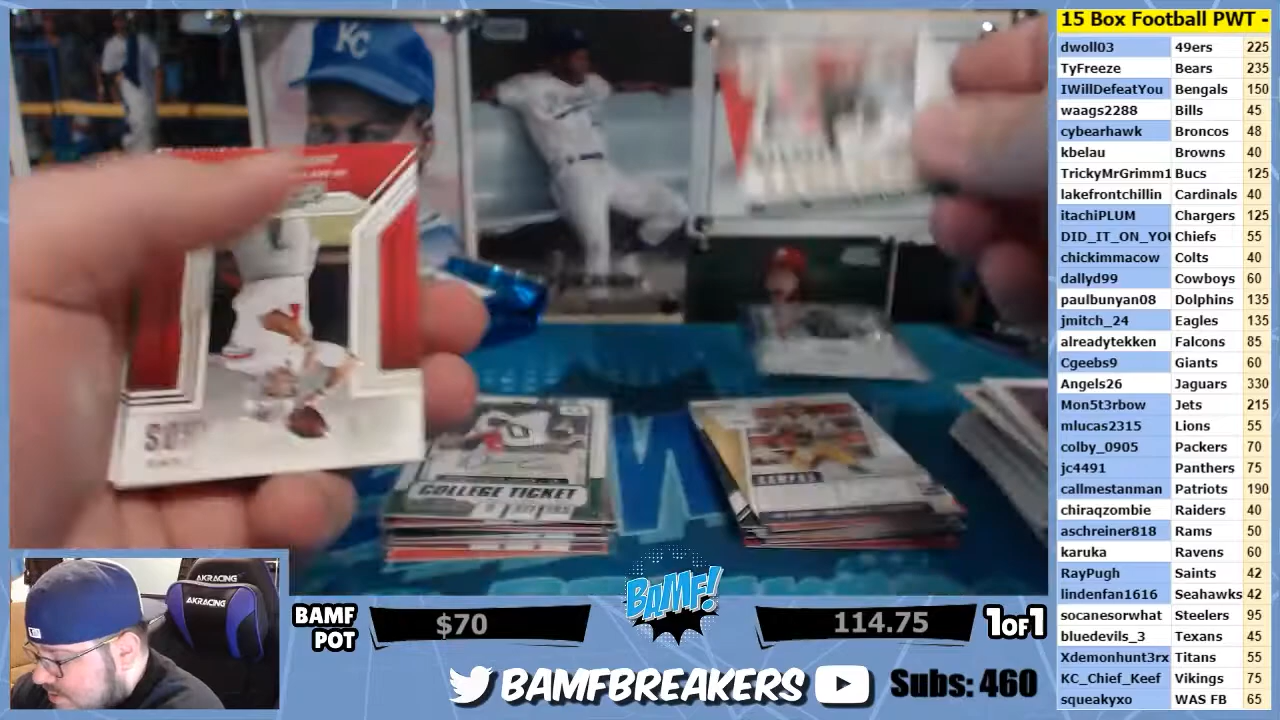 15 Box Football PWT -
dwoll03 49ers 225
TyFreeze Bears 235
IWillDefeatYou Bengals 150
waags2288 Bills 45
cybearhawk Broncos 48
kbelau Browns 40
TrickyMrGrimm1 Bucs 125
lakefrontchillin Cardinals 40
itachiPLUM Chargers 125
DID_IT_ON_YOU Chiefs 55
chickimmacow Colts 40
dallyd99 Cowboys 60
paulbunyan08 Dolphins 135
jmitch_24 Eagles 135
alreadytekken Falcons 85
Cgeebs9 Giants 60
Angels26 Jaguars 330
Mon5t3rbow Jets 215
mlucas2315 Lions 55
colby_0905 Packers 70
jc4491 Panthers 75
callmestanman Patriots 190
chiraqzombie Raiders 40
aschreiner818 Rams 50
karuka Ravens 60
RayPugh Saints 42
lindenfan1616 Seahawks 42
socanesorwhat Steelers 95
bluedevils_3 Texans 45
Xdemonhunt3rx Titans 55
KC_Chief_Keef Vikings 75
squeakyxo WAS FB 65
KC
COLLEGE TICKET
AKRACING
AKRACING
BAMF POT
$70
BAMF!
114.75
1OF1
BAMFBREAKERS
Subs: 460